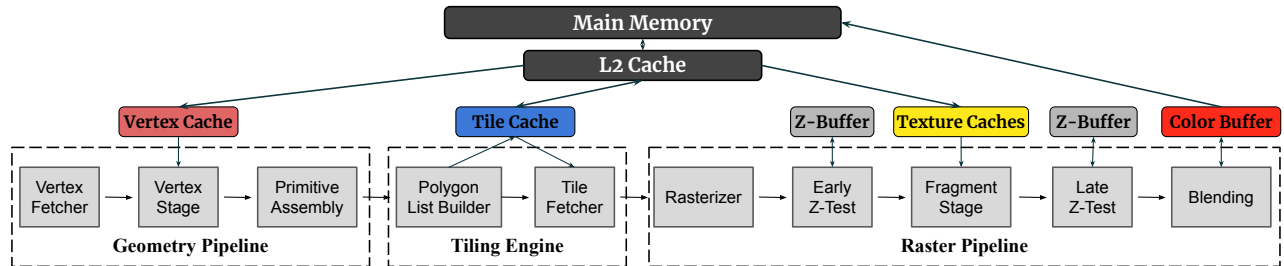 Main Memory
L2 Cache
Vertex Cache
Tile Cache
Z-Buffer
Texture Caches
Z-Buffer
Color Buffer
Vertex
Fetcher
Vertex
Stage
Primitive
Assembly
Polygon
List Builder
Tile
Fetcher
Rasterizer
Early
Z-Test
Fragment
Stage
Late
Z-Test
Blending
Geometry Pipeline
Tiling Engine
Raster Pipeline